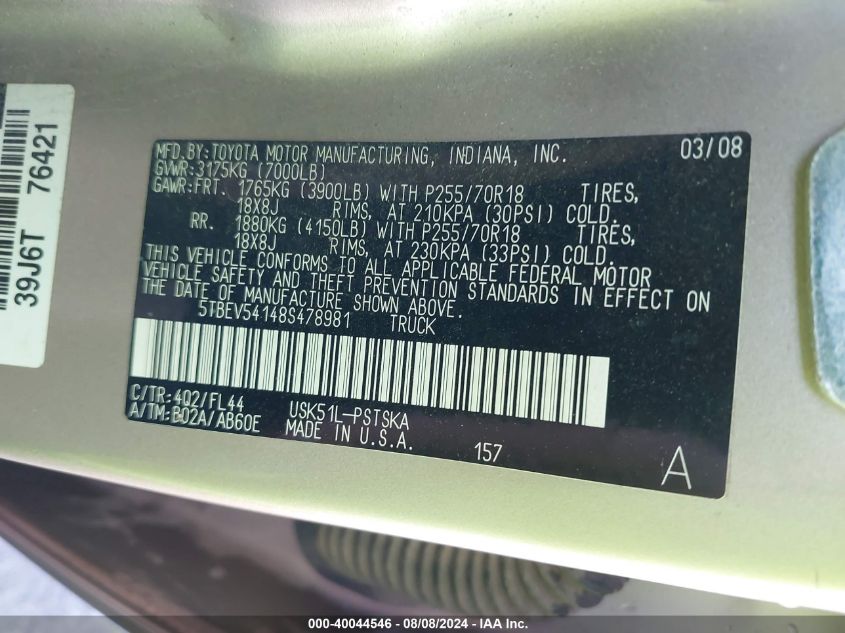 39J6T 76421
MFD.BY:TOYOTA MOTOR MANUFACTURING, INDIANA, INC. 03/08
GVWR:3175KG (7000LB)
GAWR:FRT. 1765KG (3900LB) WITH P255/70R18 TIRES,
18X8J RIMS, AT 210KPA (30PSI) COLD.
RR. 1880KG (4150LB) WITH P255/70R18 TIRES,
18X8J RIMS, AT 230KPA (33PSI) COLD.
THIS VEHICLE CONFORMS TO ALL APPLICABLE FEDERAL MOTOR
VEHICLE SAFETY AND THEFT PREVENTION STANDARDS IN EFFECT ON
THE DATE OF MANUFACTURE SHOWN ABOVE.
5TBEV54148S478981 TRUCK
C/TR:4Q2/FL44
A/TM:B02A/AB60E USK51L-PSTSKA
MADE IN U.S.A. 157
A
000-40044546 - 08/08/2024 - IAA Inc.